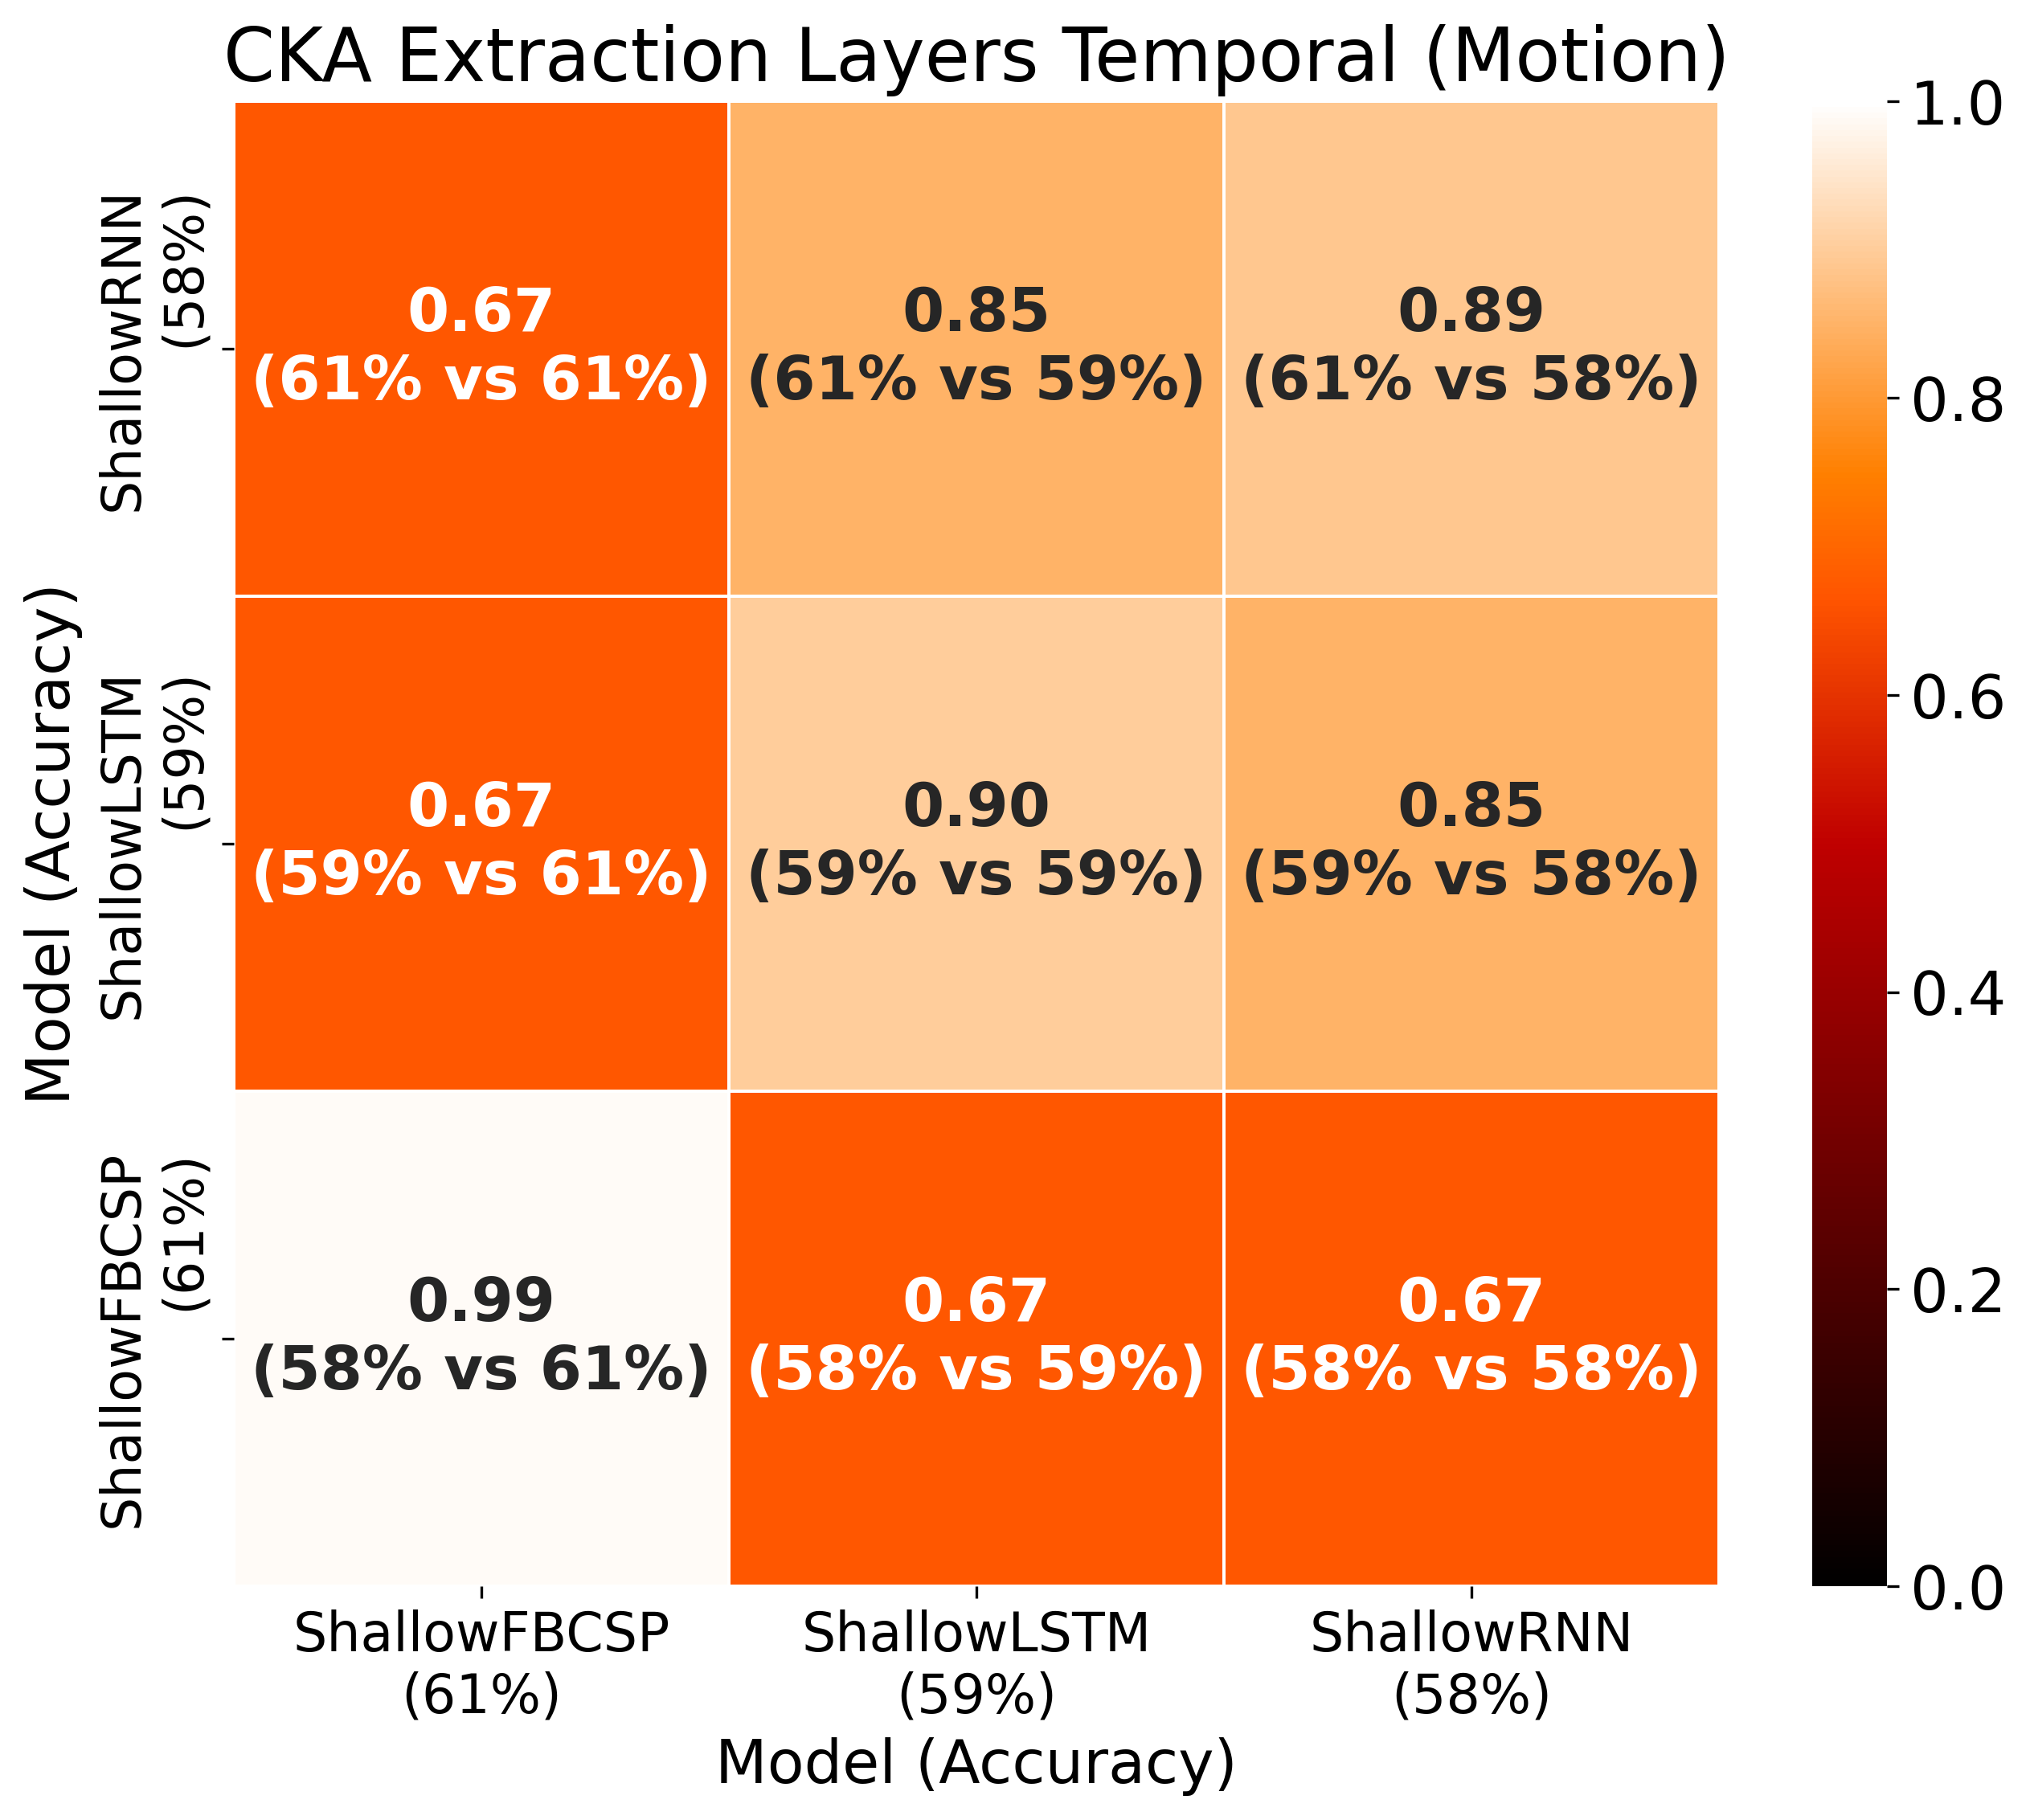 CKA Extraction Layers Temporal (Motion)
Model (Accuracy)
ShallowRNN
(58%)
ShallowLSTM
(59%)
ShallowFBCSP
(61%)
0.67
(61% vs 61%)
0.85
(61% vs 59%)
0.89
(61% vs 58%)
0.67
(59% vs 61%)
0.90
(59% vs 59%)
0.85
(59% vs 58%)
0.99
(58% vs 61%)
0.67
(58% vs 59%)
0.67
(58% vs 58%)
ShallowFBCSP
(61%)
ShallowLSTM
(59%)
ShallowRNN
(58%)
Model (Accuracy)
1.0
0.8
0.6
0.4
0.2
0.0